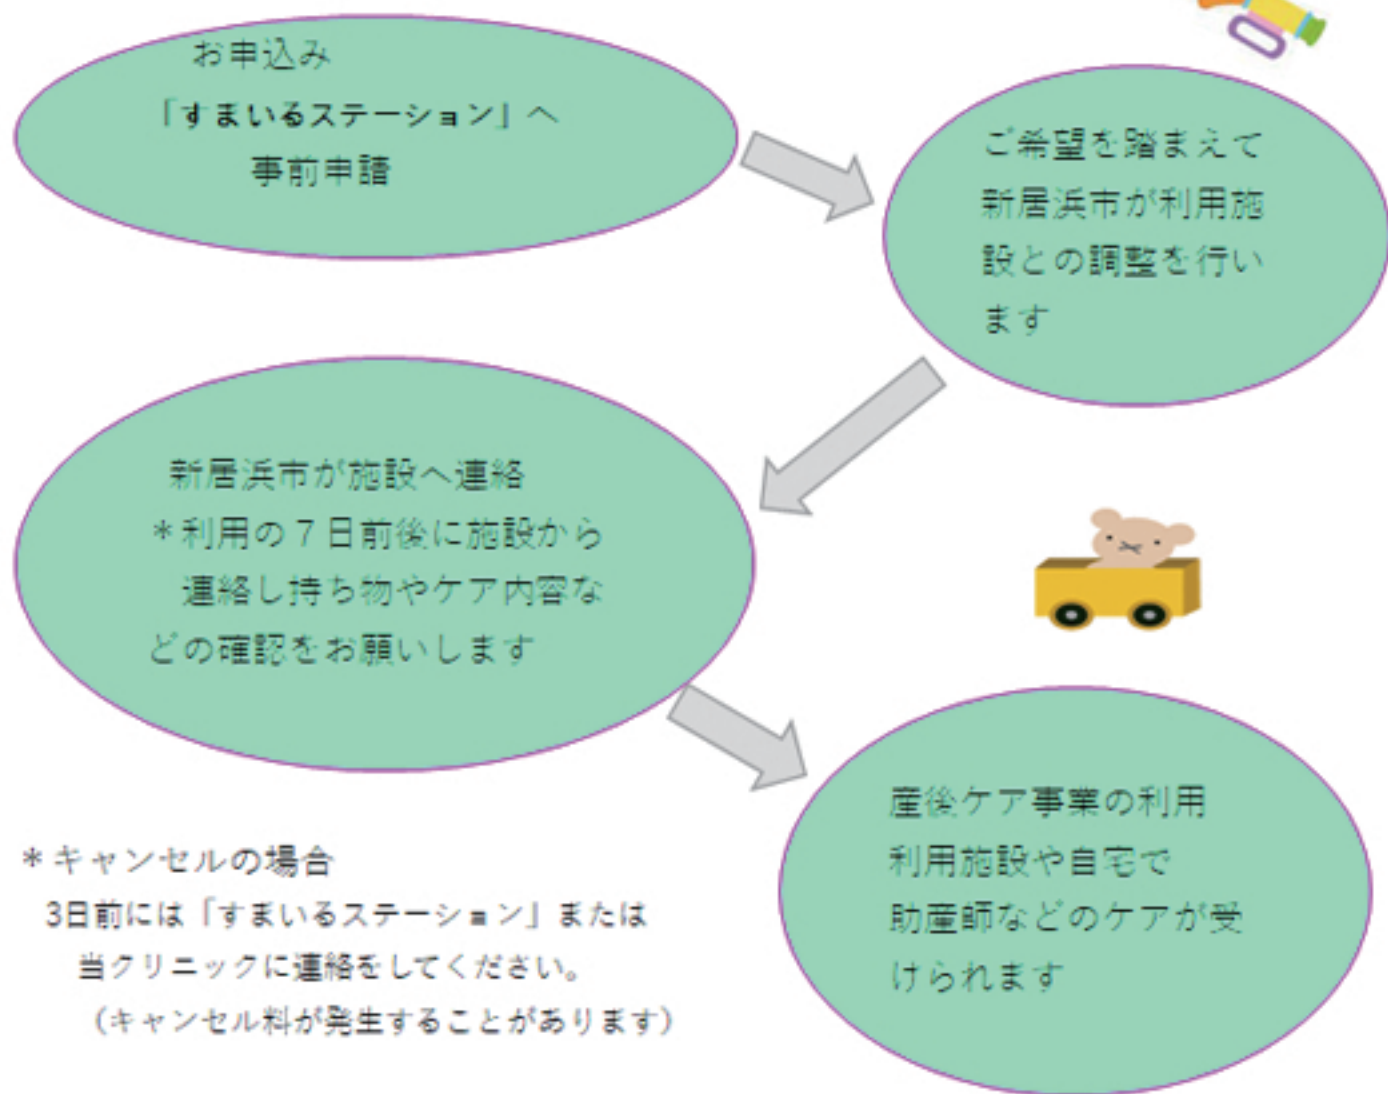 お申込み
「すまいるステーション」へ
事前申請
ご希望を踏まえて
新居浜市が利用施
設との調整を行い
ます
新居浜市が施設へ連絡
＊利用の７日前後に施設から
連絡し持ち物やケア内容な
どの確認をお願いします
産後ケア事業の利用
利用施設や自宅で
助産師などのケアが受
けられます
＊キャンセルの場合
3日前には「すまいるステーション」または
当クリニックに連絡をしてください。
（キャンセル料が発生することがあります）